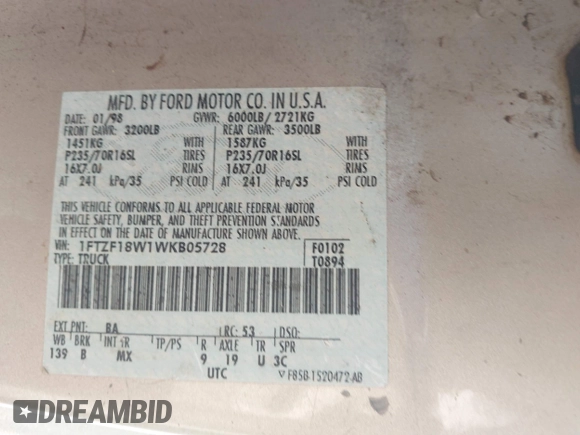 MFD. BY FORD MOTOR CO. IN U.S.A.
DATE: 01/98 GVWR: 6000LB/ 2721KG
FRONT GAWR: 3200LB REAR GAWR: 3500LB
1451KG WITH 1587KG WITH
P235/70R16SL TIRES P235/70R16SL TIRES
16X7.0J RIMS 16X7.0J RIMS
AT 241 kPa/35 PSI COLD AT 241 kPa/35 PSI COLD
THIS VEHICLE CONFORMS TO ALL APPLICABLE FEDERAL MOTOR
VEHICLE SAFETY, BUMPER, AND THEFT PREVENTION STANDARDS
IN EFFECT ON THE DATE OF MANUFACTURE SHOWN ABOVE.
VIN: 1FTZF18W1WKB05728 F0102
TYPE: TRUCK T0894
EXT PNT: BA RC: 53 DSO:
WB BRK INT TR TP/PS R AXLE TR SPR
139 B MX 9 19 U 3C
UTC V F85B-1520472-AB
DREAMBID